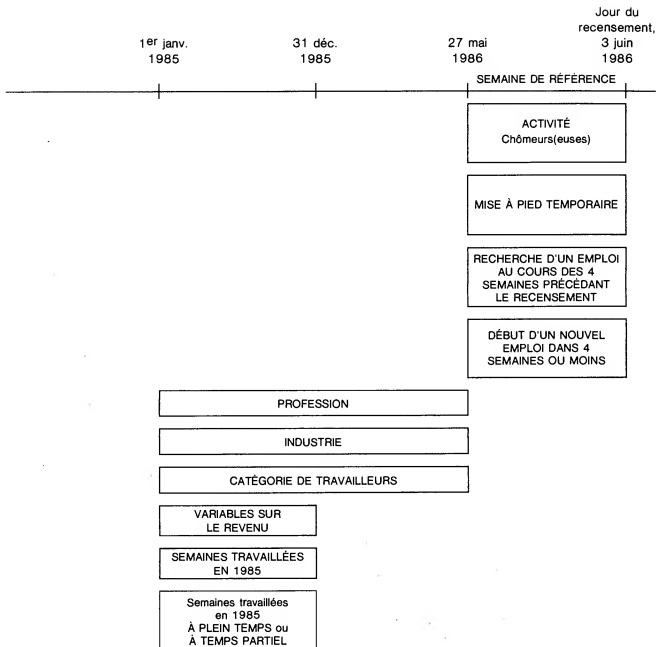 Jour du
recensement,
1er janv. 31 déc. 27 mai 3 juin
1985 1985 1986 1986
SEMAINE DE RÉFÉRENCE
ACTIVITÉ
Chômeurs(euses)
MISE À PIED TEMPORAIRE
RECHERCHE D'UN EMPLOI
AU COURS DES 4
SEMAINES PRÉCÉDANT
LE RECENSEMENT
DÉBUT D'UN NOUVEL
EMPLOI DANS 4
SEMAINES OU MOINS
PROFESSION
INDUSTRIE
CATÉGORIE DE TRAVAILLEURS
VARIABLES SUR
LE REVENU
SEMAINES TRAVAILLÉES
EN 1985
Semaines travaillées
en 1985
À PLEIN TEMPS ou
À TEMPS PARTIEL